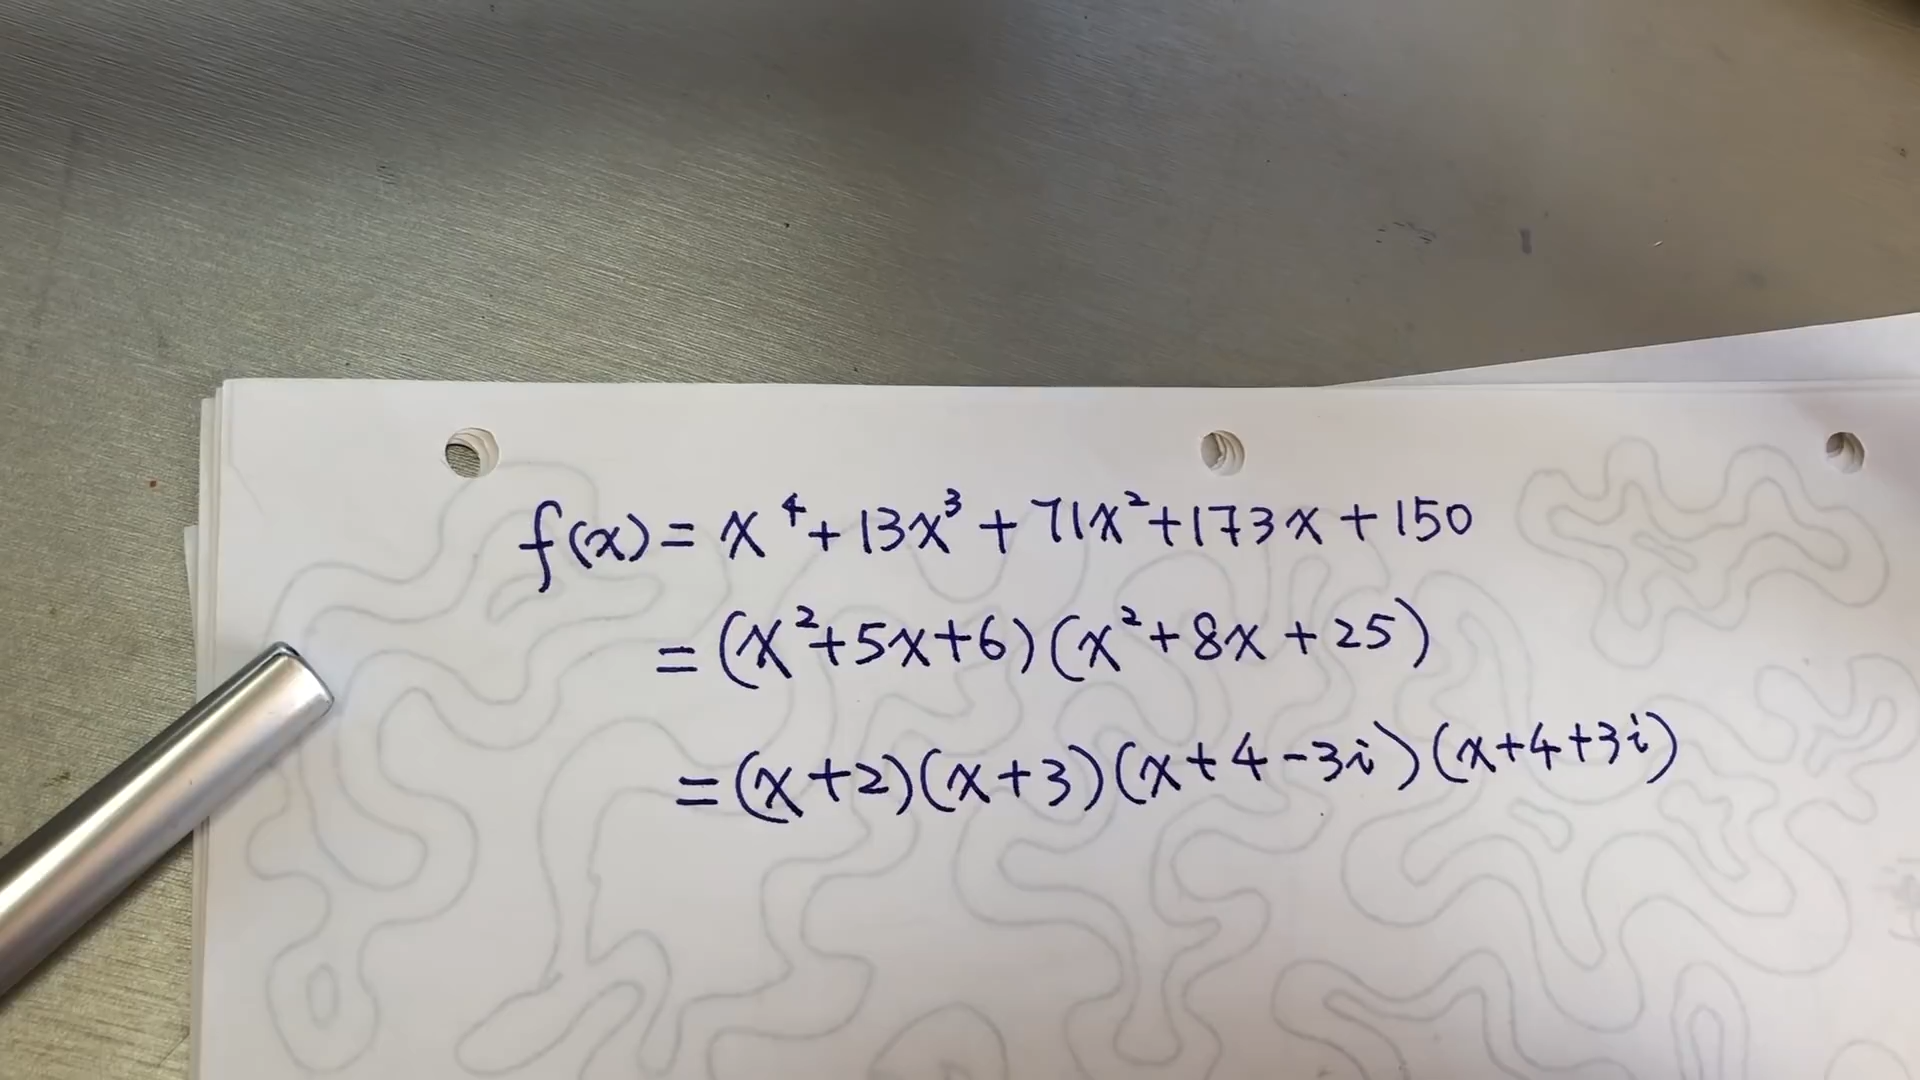 f(x) = x⁴ + 13x³ + 71x² + 173x + 150
= (x² + 5x + 6)(x² + 8x + 25)
= (x + 2)(x + 3)(x + 4 - 3i)(x + 4 + 3i)